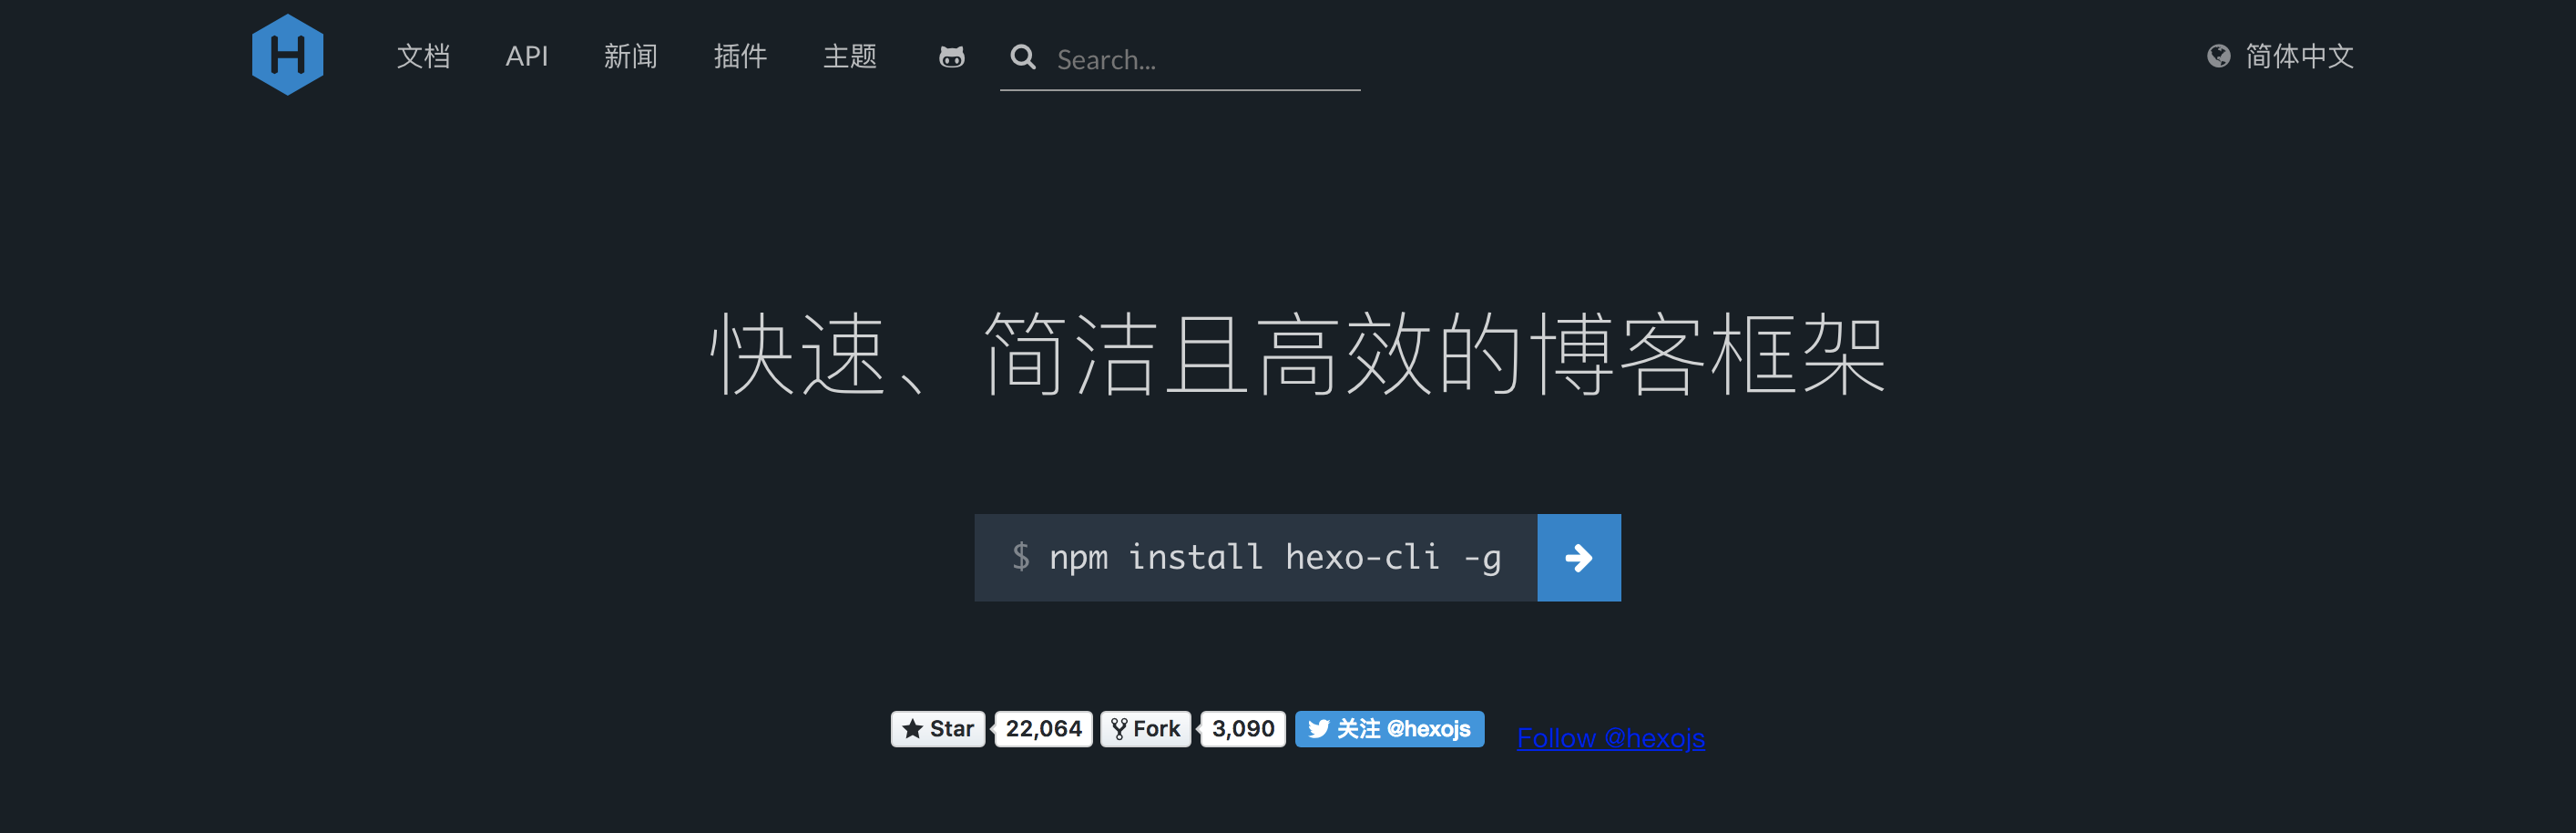 H 文档 API 新闻 插件 主题 Search... 简体中文
快速、简洁且高效的博客框架
$ npm install hexo-cli -g
Star 22,064 Fork 3,090 关注 @hexojs Follow @hexojs